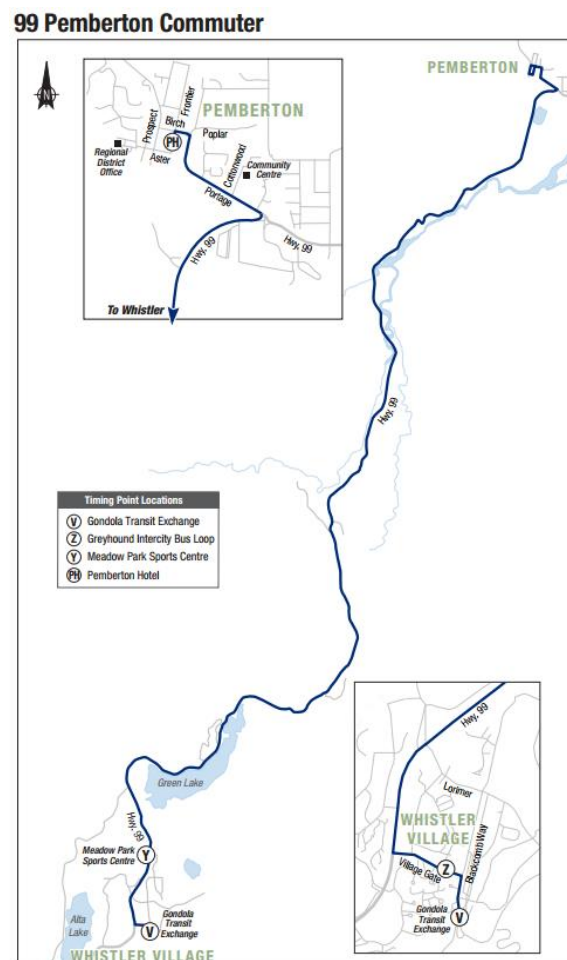 99 Pemberton Commuter
N
PEMBERTON
PEMBERTON
Prospect
Birch
Frontier
Poplar
PH
Regional
District
Office
Aster
Cottonwood
Community
Centre
Portage
Hwy. 99
Hwy. 99
To Whistler
Hwy. 99
Timing Point Locations
V Gondola Transit Exchange
Z Greyhound Intercity Bus Loop
Y Meadow Park Sports Centre
PH Pemberton Hotel
Green Lake
Hwy. 99
Meadow Park
Sports Centre
Y
Alta
Lake
V
Gondola
Transit
Exchange
WHISTLER VILLAGE
Hwy. 99
Lorimer
WHISTLER
VILLAGE
Blackcomb Way
Village Gate
Z
Gondola
Transit
Exchange
V